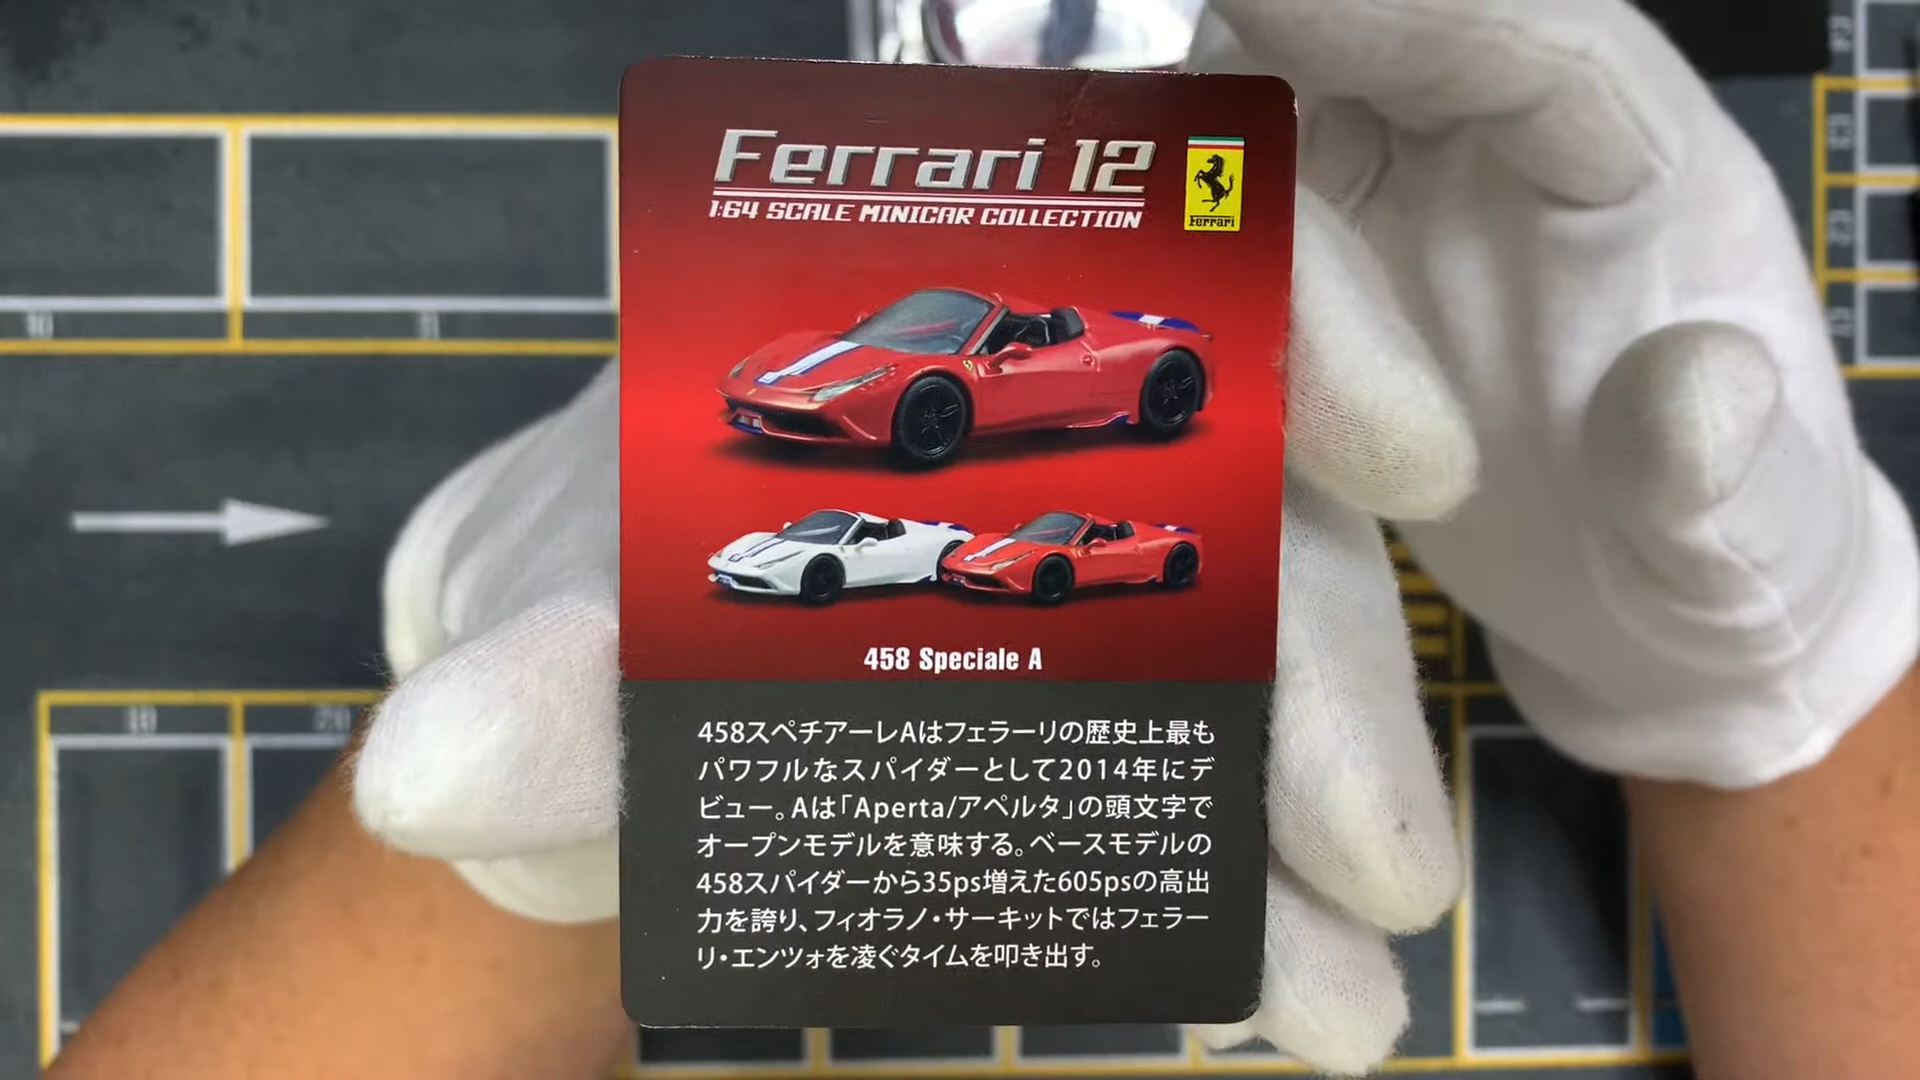 Ferrari 12
1:64 SCALE MINICAR COLLECTION
Ferrari
458 Speciale A
458スペチアーレAはフェラーリの歴史上最も
パワフルなスパイダーとして2014年にデ
ビュー。Aは「Aperta/アペルタ」の頭文字で
オープンモデルを意味する。ベースモデルの
458スパイダーから35ps増えた605psの高出
力を誇り、フィオラノ・サーキットではフェラー
リ・エンツォを凌ぐタイムを叩き出す。